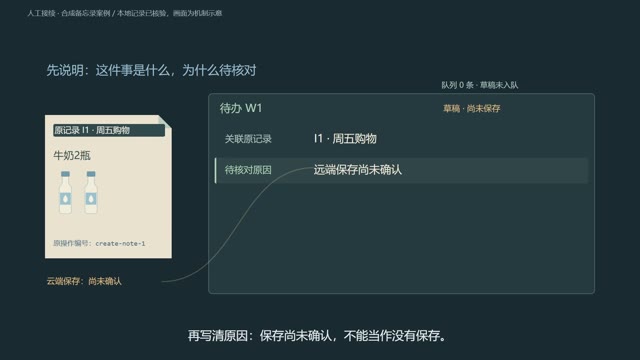 人工接续 · 合成备忘录案例 / 本地记录已核验，画面为机制示意
先说明：这件事是什么，为什么待核对
队列 0 条 · 草稿未入队
待办 W1
草稿 · 尚未保存
原记录 I1 · 周五购物
牛奶2瓶
原操作编号：create-note-1
关联原记录
I1 · 周五购物
待核对原因
远端保存尚未确认
云端保存：尚未确认
再写清原因：保存尚未确认，不能当作没有保存。